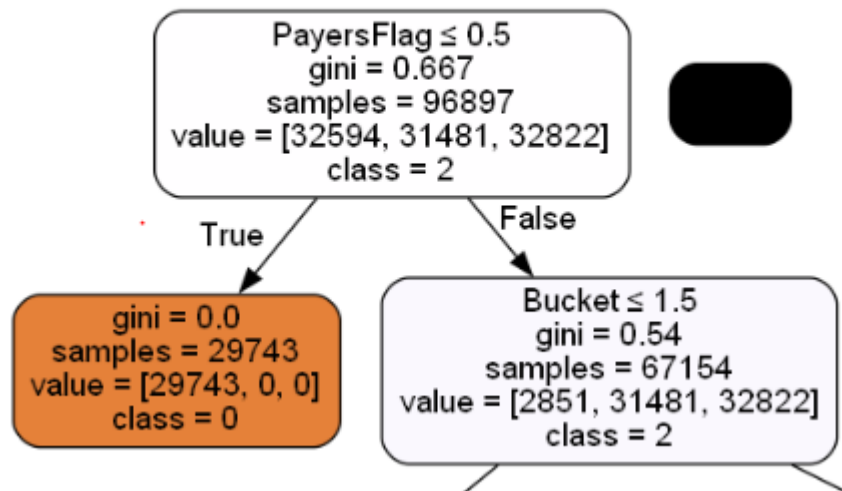 PayersFlag ≤ 0.5
gini = 0.667
samples = 96897
value = [32594, 31481, 32822]
class = 2
True
False
gini = 0.0
samples = 29743
value = [29743, 0, 0]
class = 0
Bucket ≤ 1.5
gini = 0.54
samples = 67154
value = [2851, 31481, 32822]
class = 2